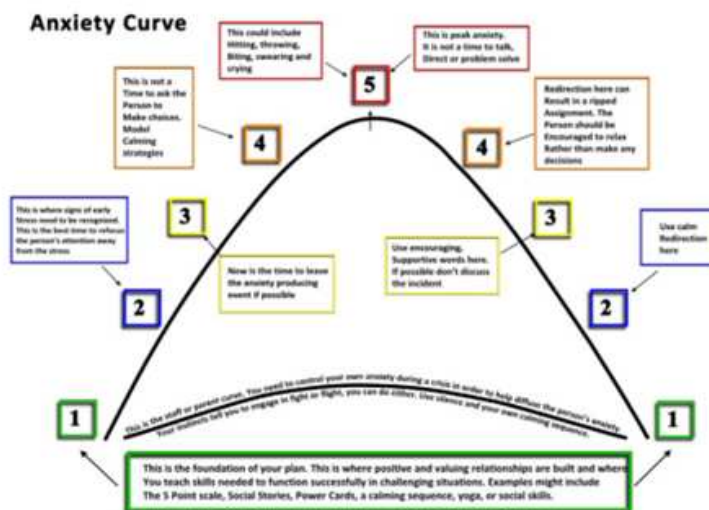 Anxiety Curve
This could include
Hitting, throwing,
Biting, swearing and
crying
This is peak anxiety.
It is not a time to talk,
Direct or problem solve
5
This is not a
Time to ask the
Person to
Make choices.
Model
Calming
strategies
4
4
Redirection here can
Result in a ripped
Assignment. The
Person should be
Encouraged to relax
Rather than make any
decisions
This is where signs of early
Stress need to be recognized.
This is the best time to refocus
the person's attention away
from the stress
3
3
Now is the time to leave
the anxiety producing
event if possible
Use encouraging,
Supportive words here.
If possible don't discuss
the incident
Use calm
Redirection
here
2
2
1
1
This is the staff or parent curve. You need to control your own anxiety during a crisis in order to help diffuse the person's anxiety
Your instincts tell you to engage in fight or flight, you can do either. Use silence and your own calming sequence.
This is the foundation of your plan. This is where positive and valuing relationships are built and where
You teach skills needed to function successfully in challenging situations. Examples might include
The 5 Point scale, Social Stories, Power Cards, a calming sequence, yoga, or social skills.